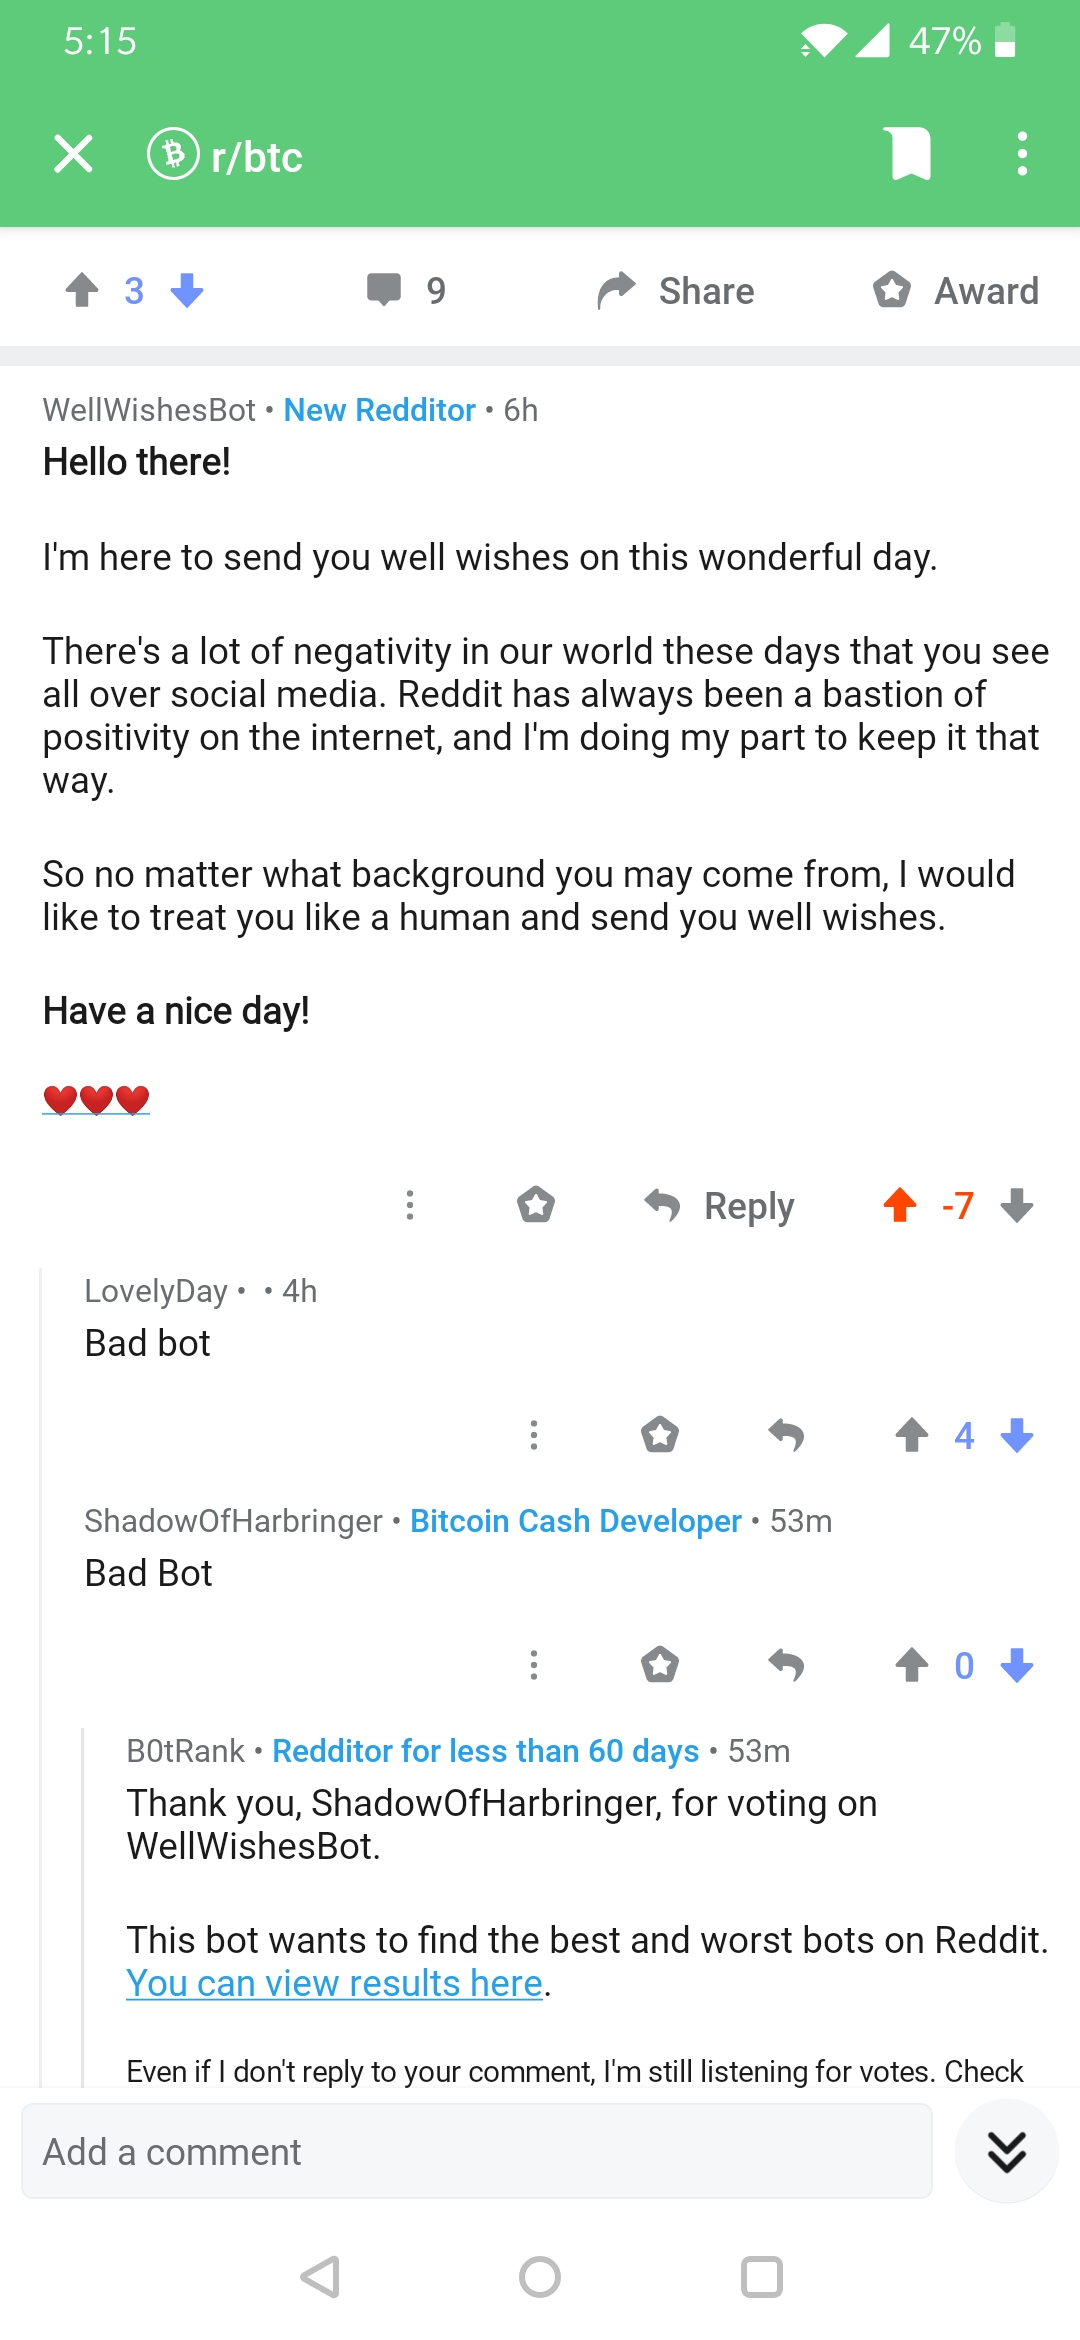 5:15
47%
r/btc
3
9
Share
Award
WellWishesBot • New Redditor • 6h
Hello there!
I'm here to send you well wishes on this wonderful day.
There's a lot of negativity in our world these days that you see
all over social media. Reddit has always been a bastion of
positivity on the internet, and I'm doing my part to keep it that
way.
So no matter what background you may come from, I would
like to treat you like a human and send you well wishes.
Have a nice day!
❤️❤️❤️
Reply
-7
LovelyDay • • 4h
Bad bot
4
ShadowOfHarbringer • Bitcoin Cash Developer • 53m
Bad Bot
0
B0tRank • Redditor for less than 60 days • 53m
Thank you, ShadowOfHarbringer, for voting on
WellWishesBot.
This bot wants to find the best and worst bots on Reddit.
You can view results here.
Even if I don't reply to your comment, I'm still listening for votes. Check
Add a comment